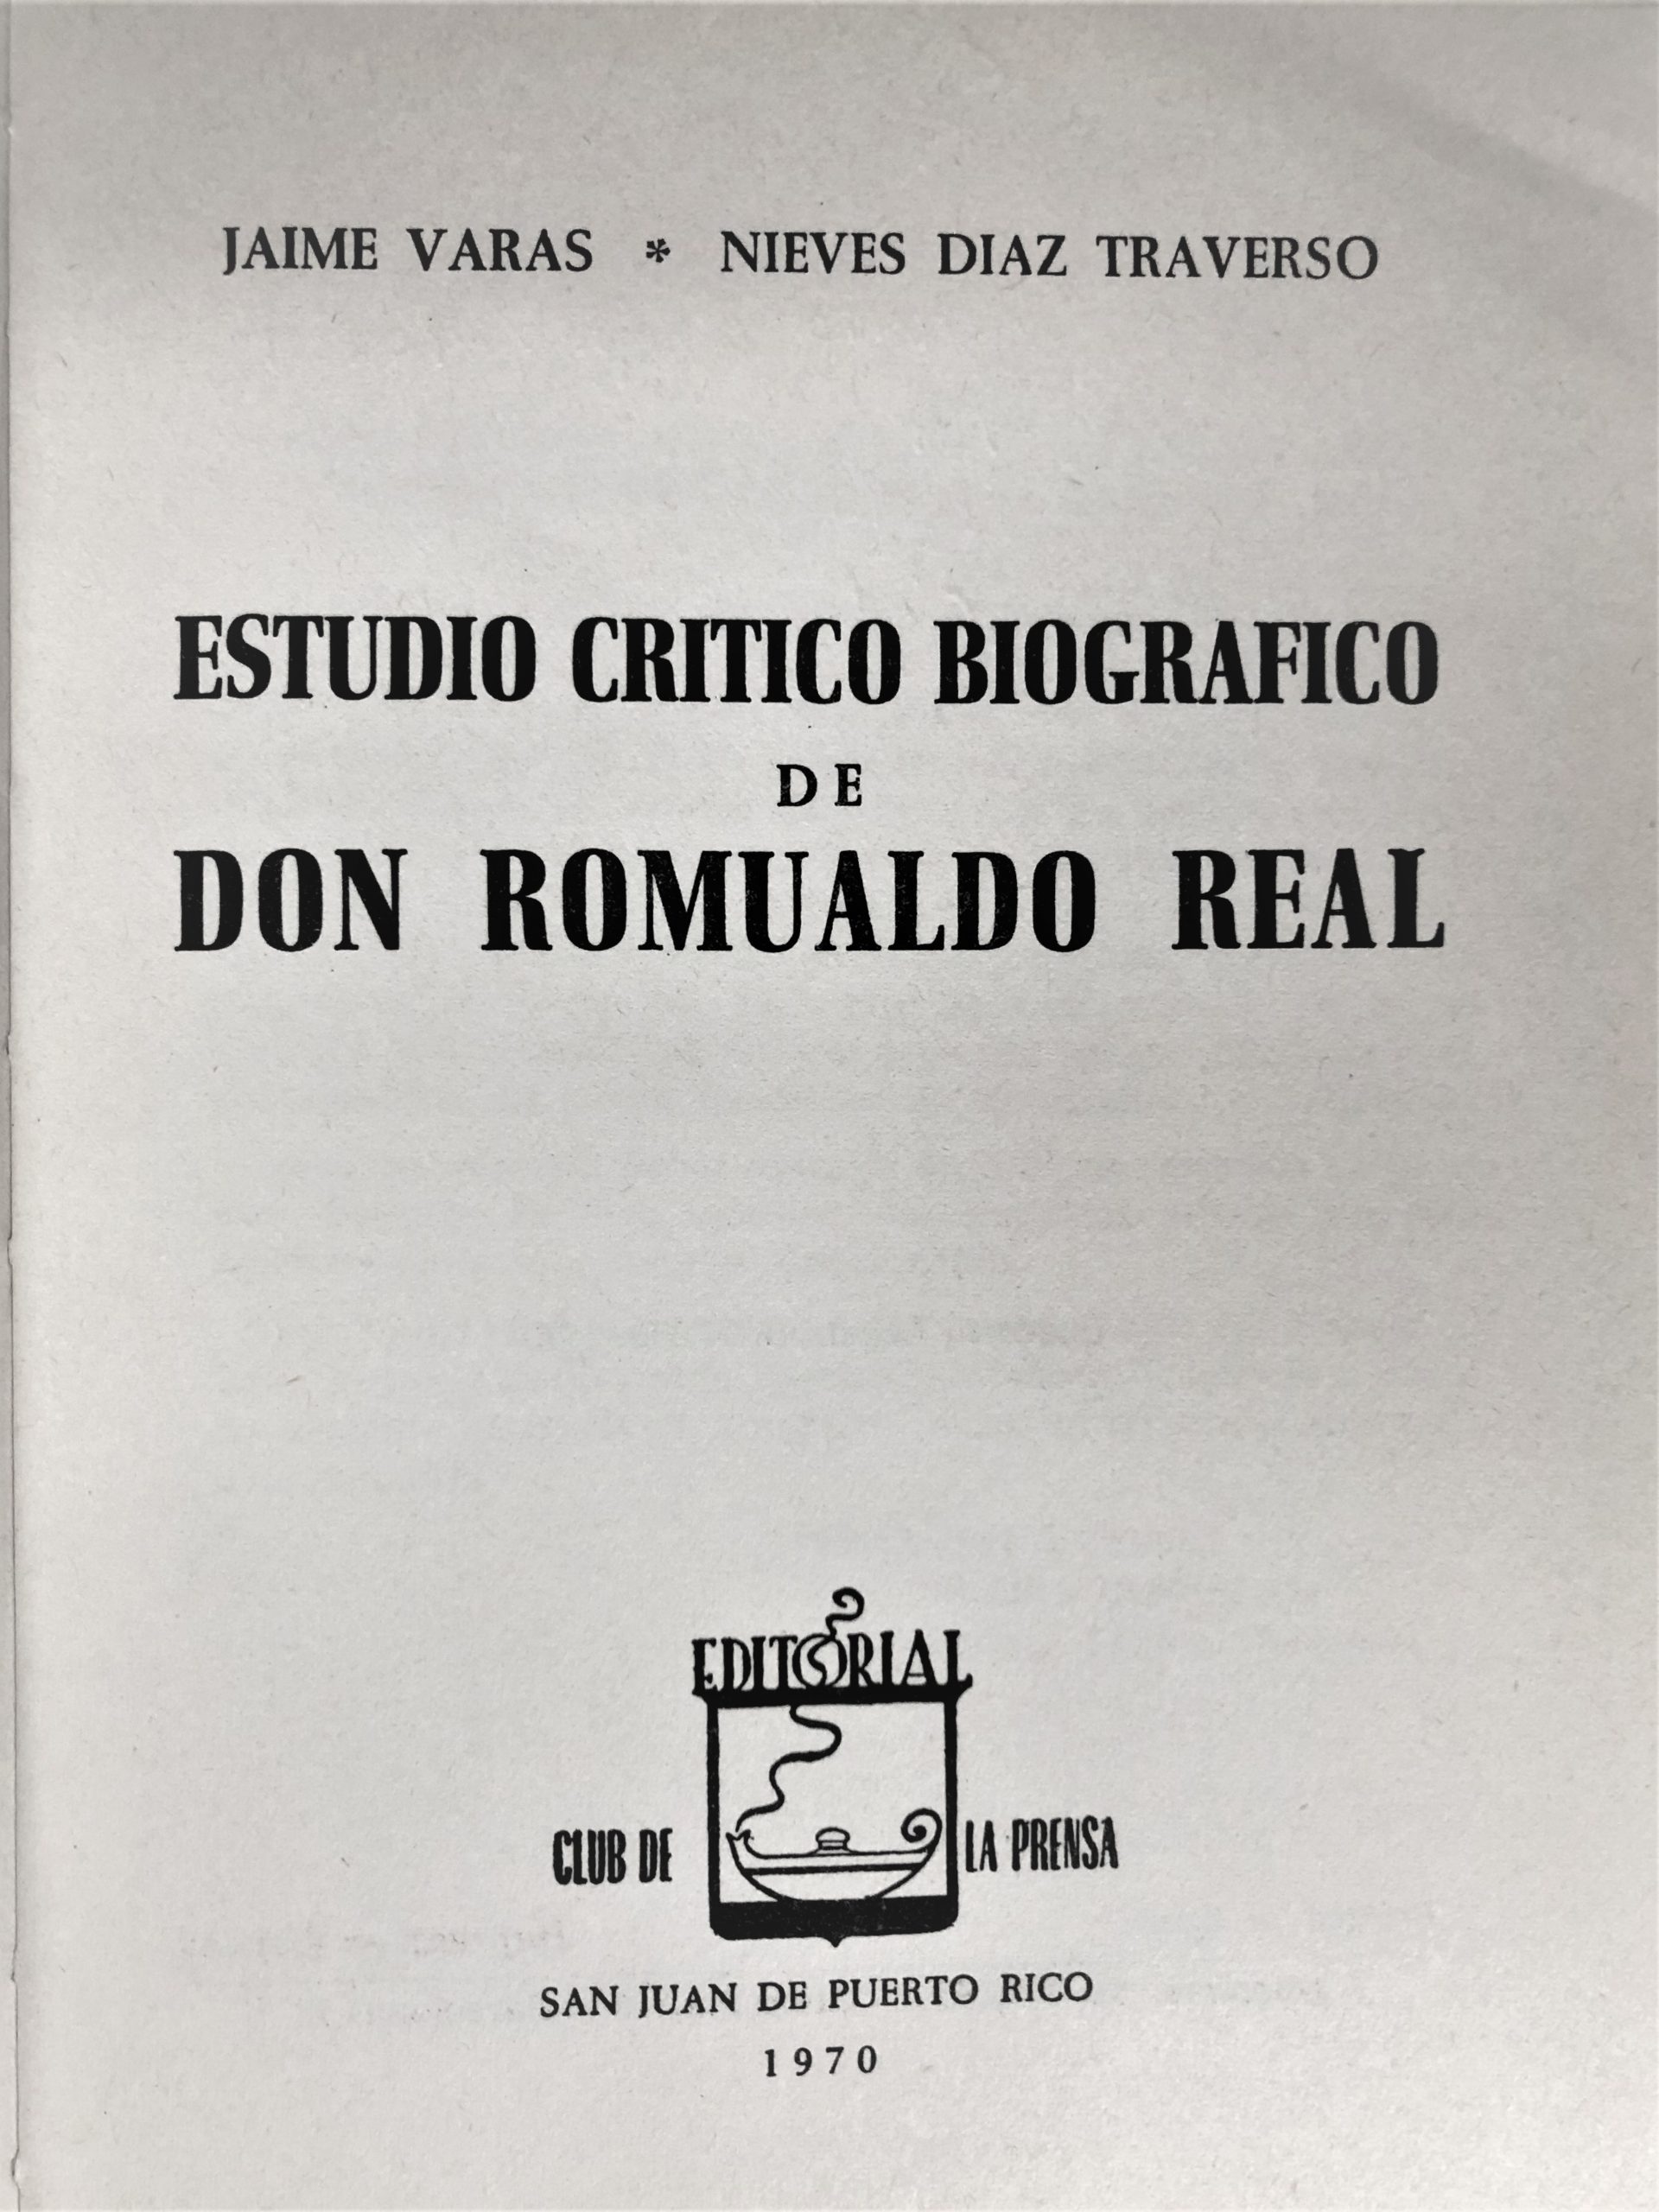 JAIME VARAS * NIEVES DIAZ TRAVERSO
ESTUDIO CRITICO BIOGRAFICO
DE
DON ROMUALDO REAL
EDITORIAL
CLUB DE LA PRENSA
SAN JUAN DE PUERTO RICO
1970